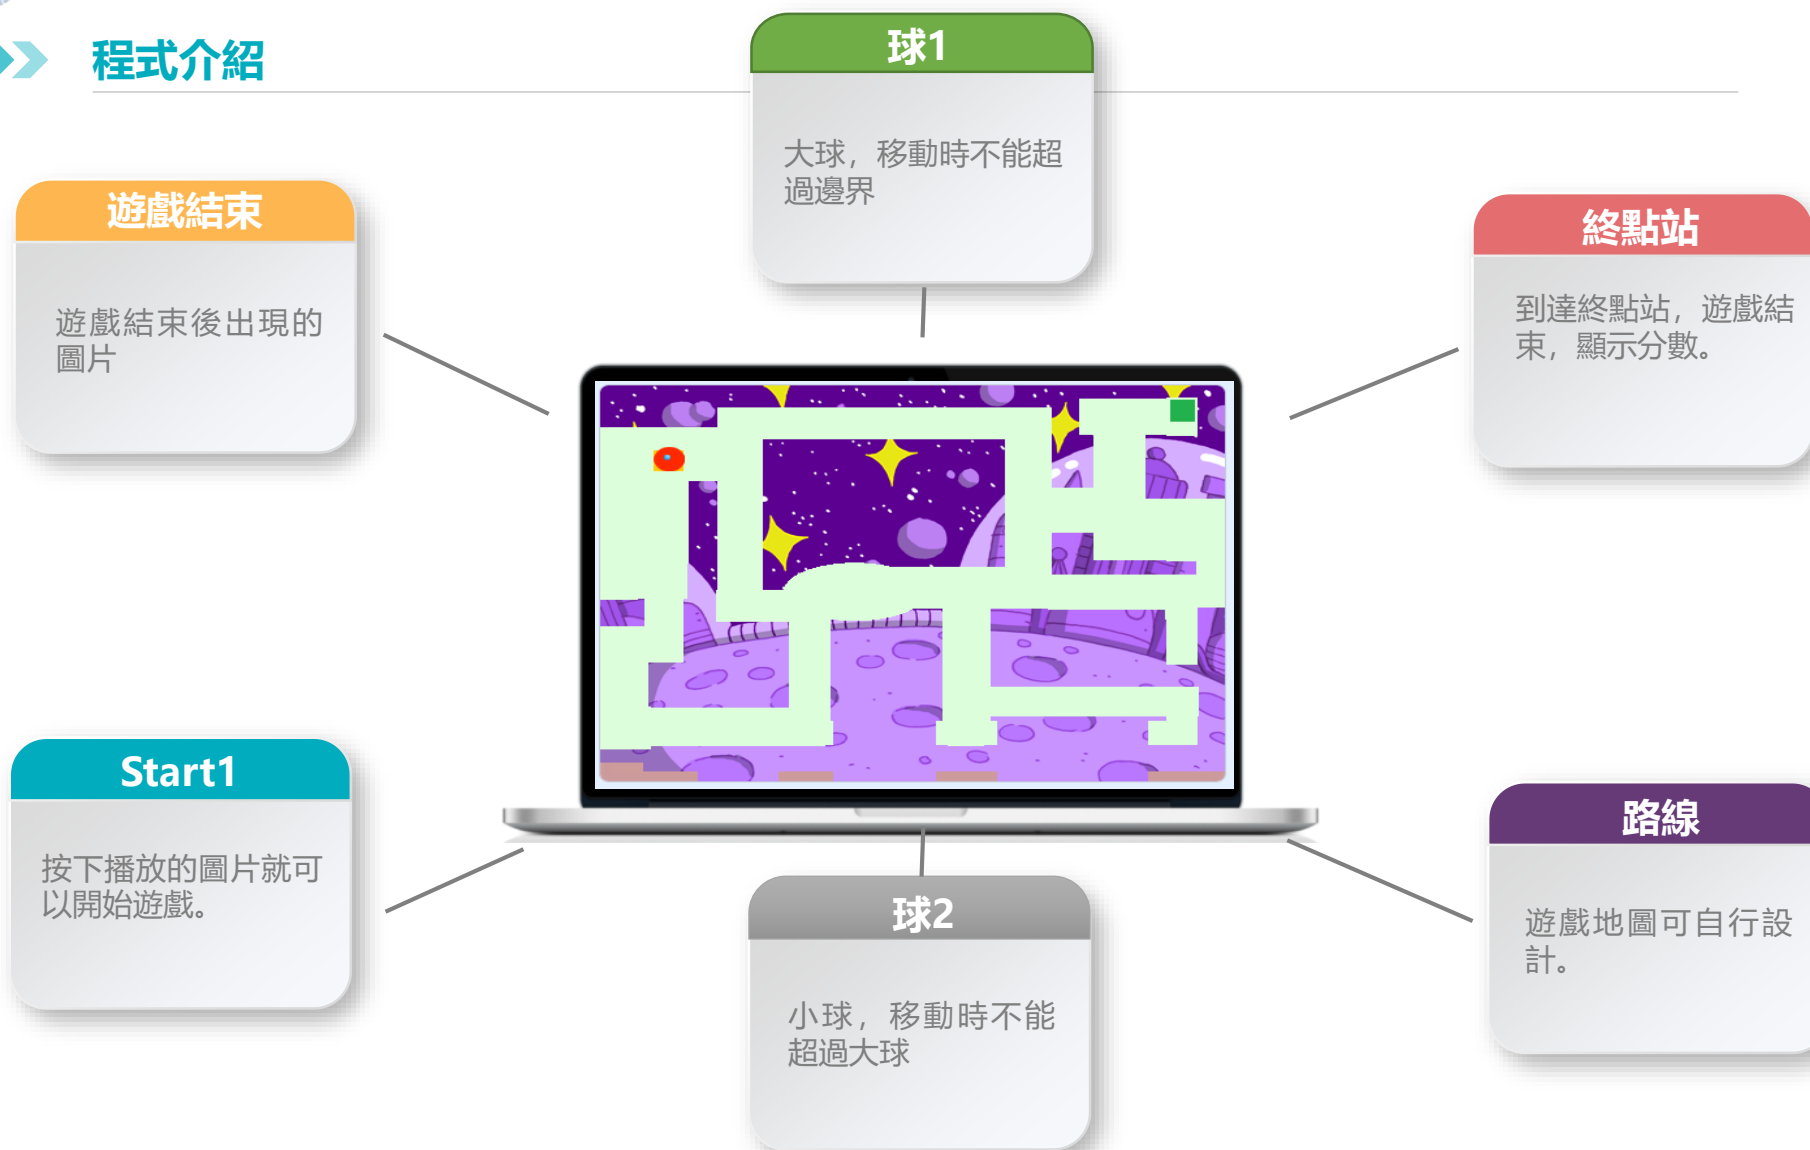 程式介紹
球1
大球，移動時不能超
過邊界
遊戲結束
遊戲結束後出現的
圖片
終點站
到達終點站，遊戲結
束，顯示分數。
Start1
按下播放的圖片就可
以開始遊戲。
球2
小球，移動時不能
超過大球
路線
遊戲地圖可自行設
計。